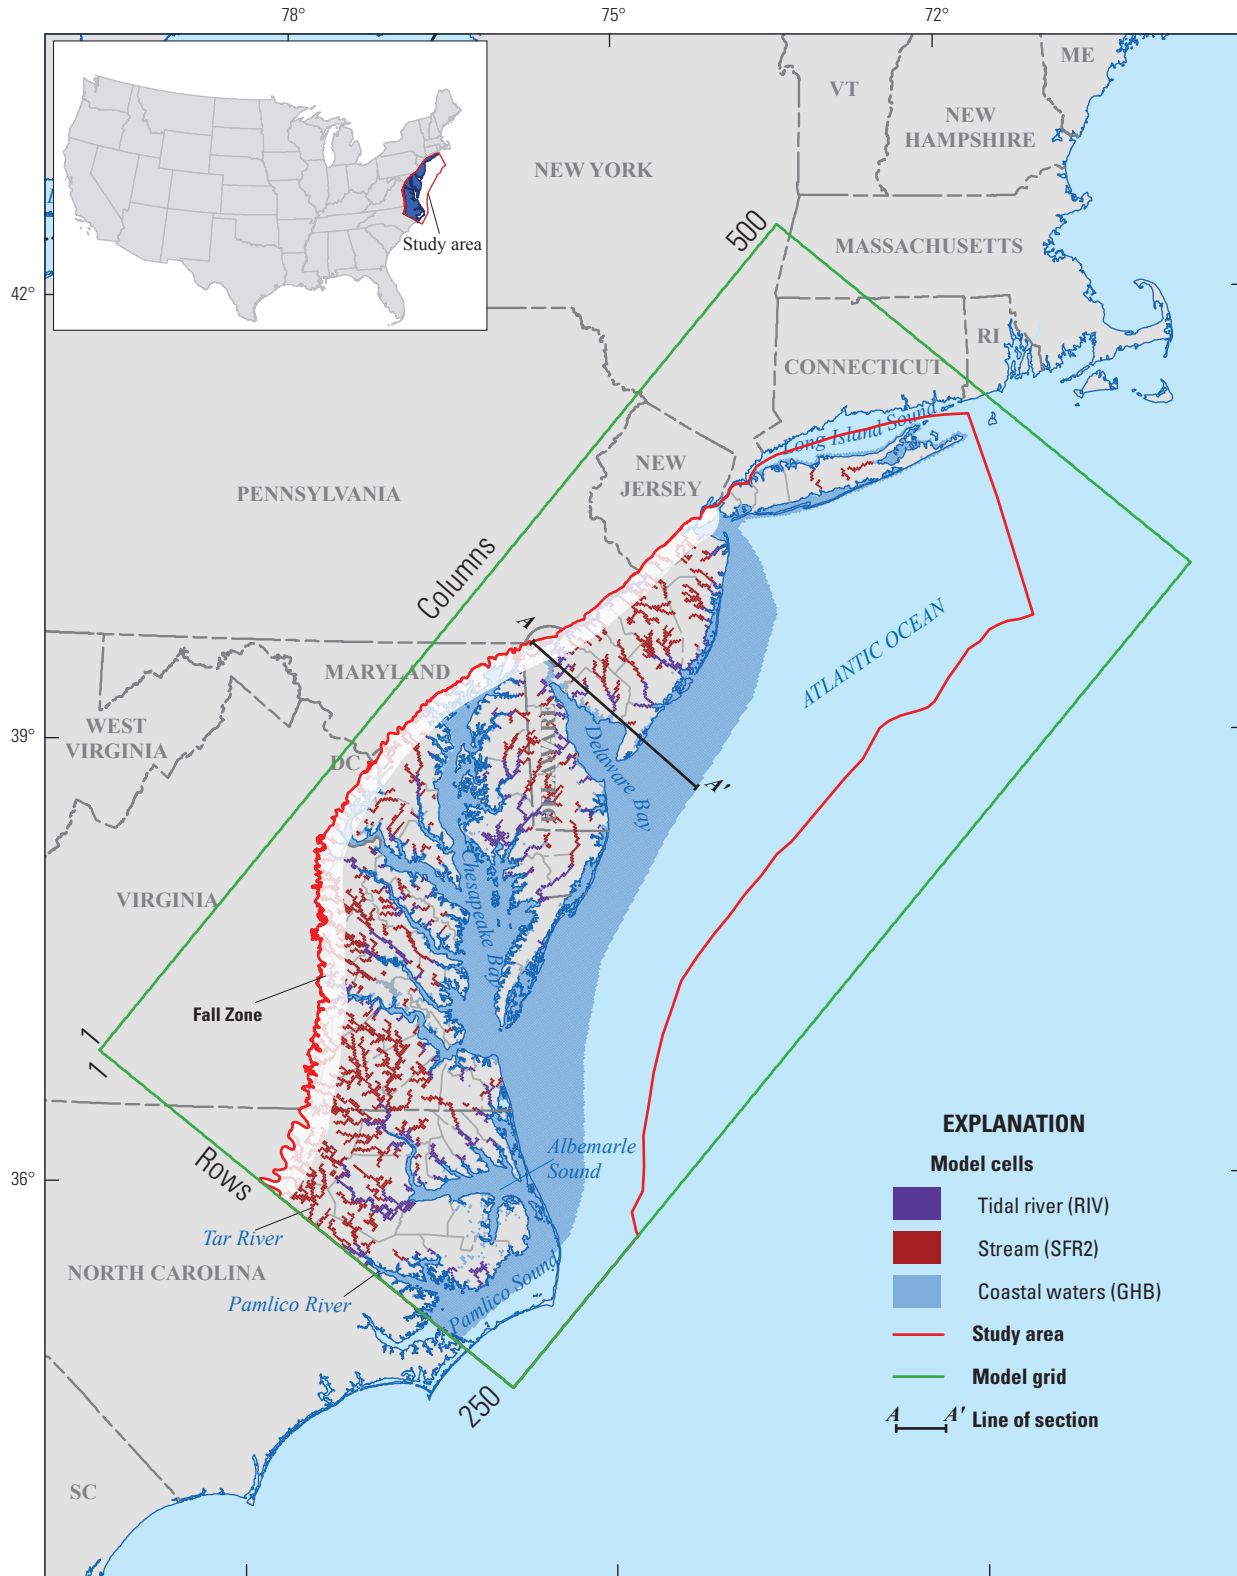 78°
75°
72°
ME
VT
NEW
HAMPSHIRE
NEW YORK
Study area
500
MASSACHUSETTS
42°
RI
CONNECTICUT
Long Island Sound
NEW
JERSEY
PENNSYLVANIA
Columns
A
ATLANTIC OCEAN
MARYLAND
WEST
VIRGINIA
39°
DC
DELAWARE
Delaware Bay
A′
Chesapeake Bay
VIRGINIA
Fall Zone
1
1
EXPLANATION
Model cells
Albemarle
Sound
Rows
36°
Tidal river (RIV)
Tar River
Stream (SFR2)
NORTH CAROLINA
Coastal waters (GHB)
Pamlico River
Pamlico Sound
Study area
Model grid
250
A A′ Line of section
SC